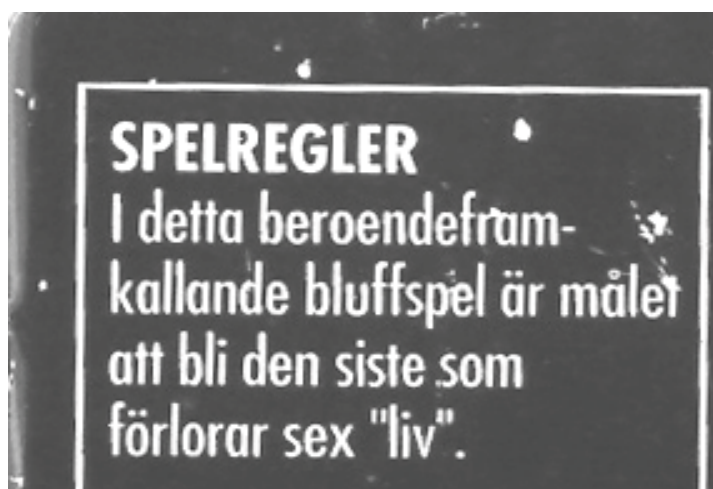 SPELREGLER
I detta beroendefram-
kallande bluffspel är målet
att bli den siste som
förlorar sex "liv".